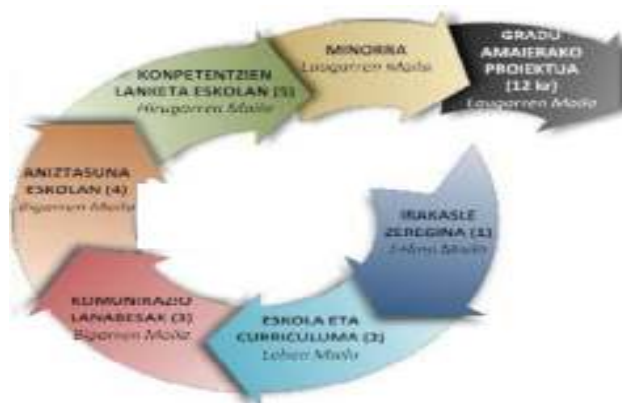 GRADU
AMAIERAKO
PROIEKTUA
(12 kr)
Laugarren Maila
MINORRA
Laugarren Maila
KONPETENTZIEN
LANKETA ESKOLAN (5)
Hirugarren Maila
ANIZTASUNA
ESKOLAN (4)
Bigarren Maila
KOMUNIKAZIO
LANABESAK (3)
Bigarren Maila
ESKOLA ETA
CURRICULUMA (2)
Lehen Maila
IRAKASLE
ZEREGINA (1)
Lehen Maila